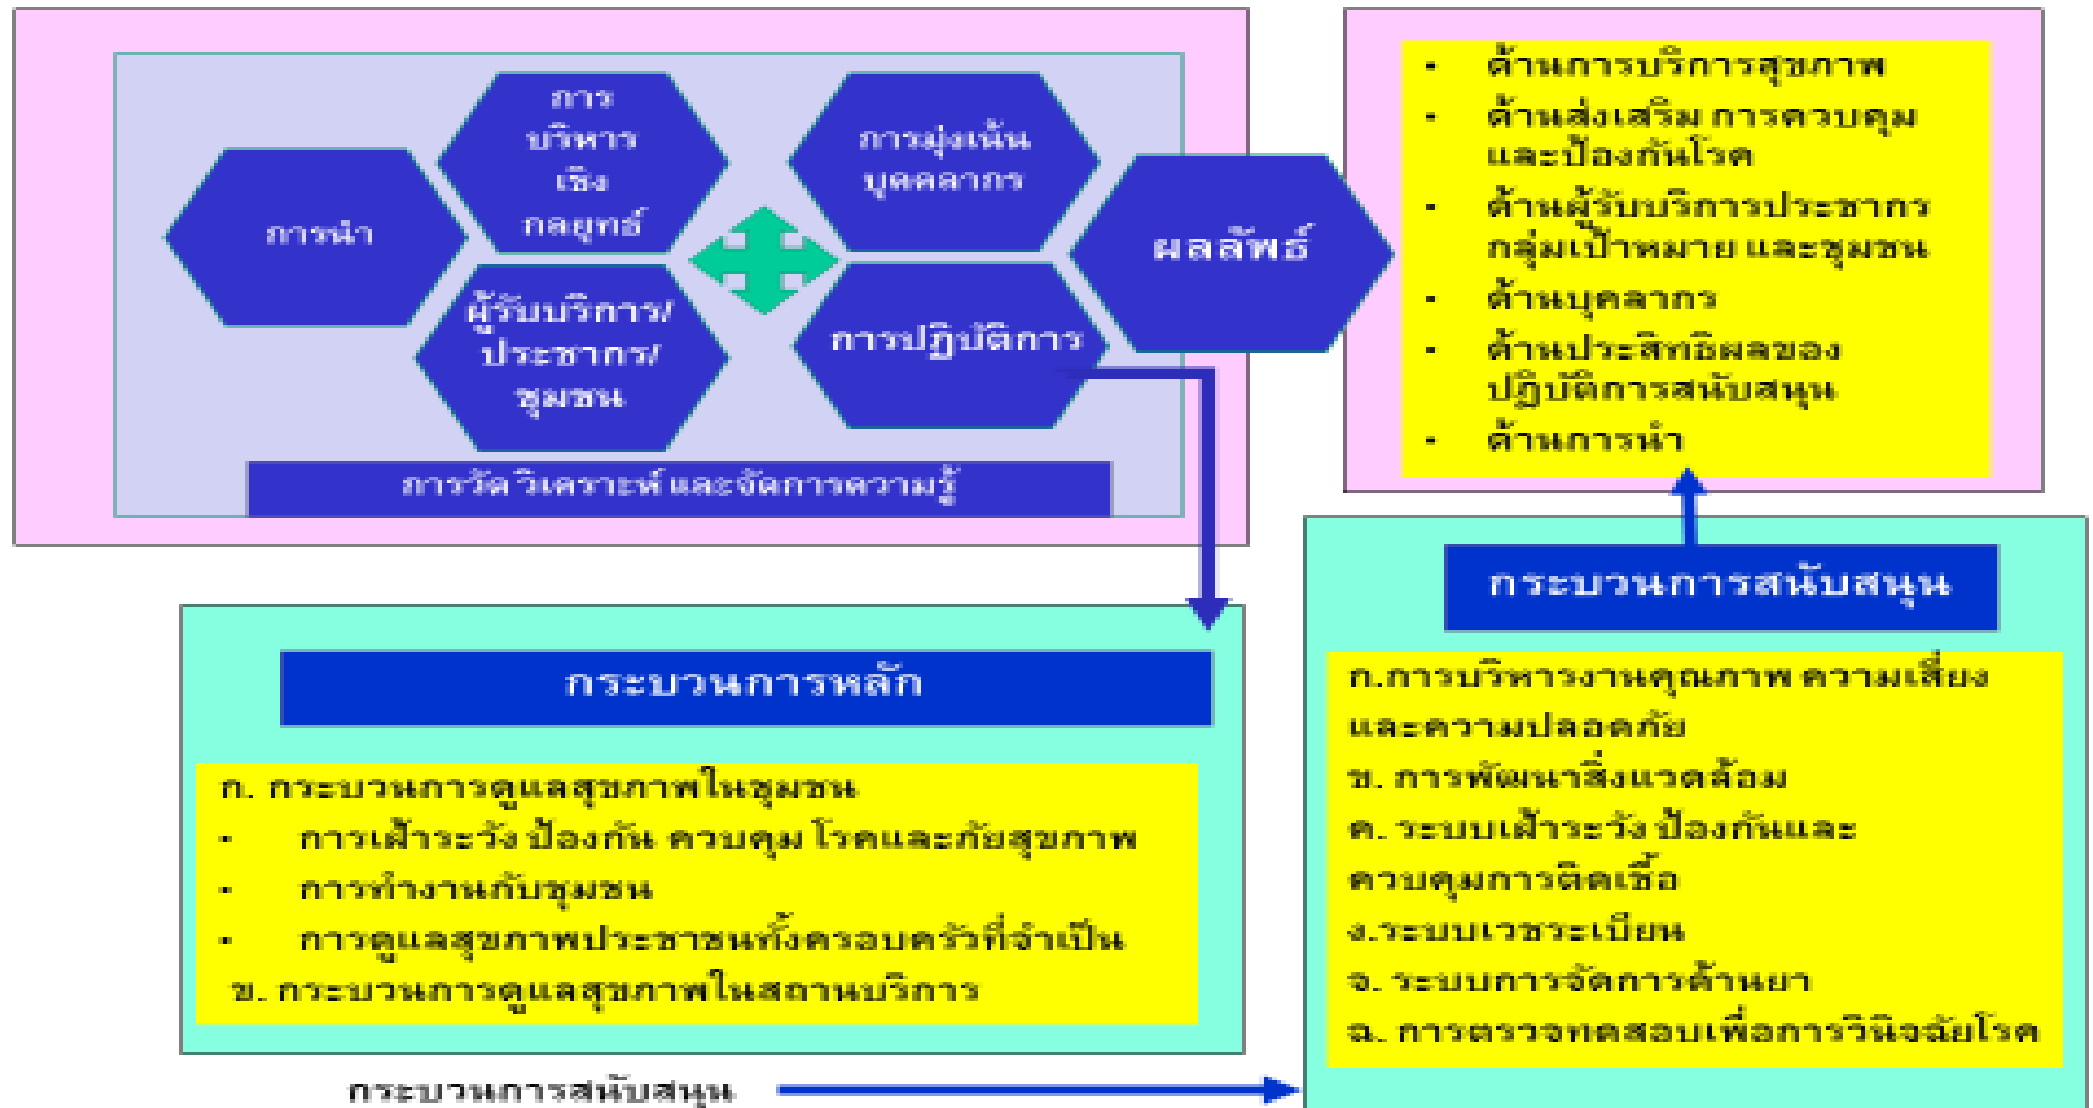 การนำ
การ
บริหาร
เชิง
กลยุทธ์
ผู้รับบริการ/
ประชากร/
ชุมชน
การมุ่งเน้น
บุคคลากร
การปฏิบัติการ
ผลลัพธ์
การวัด วิเคราะห์ และจัดการความรู้
- ด้านการบริการสุขภาพ
- ด้านส่งเสริม การควบคุม
และป้องกันโรค
- ด้านผู้รับบริการประชากร
กลุ่มเป้าหมาย และชุมชน
- ด้านบุคลากร
- ด้านประสิทธิผลของ
ปฏิบัติการสนับสนุน
- ด้านการนำ
กระบวนการหลัก
ก. กระบวนการดูแลสุขภาพในชุมชน
- การเฝ้าระวัง ป้องกัน ควบคุม โรคและภัยสุขภาพ
- การทำงานกับชุมชน
- การดูแลสุขภาพประชาชนทั้งครอบครัวที่จำเป็น
ข. กระบวนการดูแลสุขภาพในสถานบริการ
กระบวนการสนับสนุน
กระบวนการสนับสนุน
ก.การบริหารงานคุณภาพ ความเสี่ยง
และความปลอดภัย
ข. การพัฒนาสิ่งแวดล้อม
ค. ระบบเฝ้าระวัง ป้องกันและ
ควบคุมการติดเชื้อ
ง.ระบบเวชระเบียน
จ. ระบบการจัดการด้านยา
ฉ. การตรวจทดสอบเพื่อการวินิจฉัยโรค